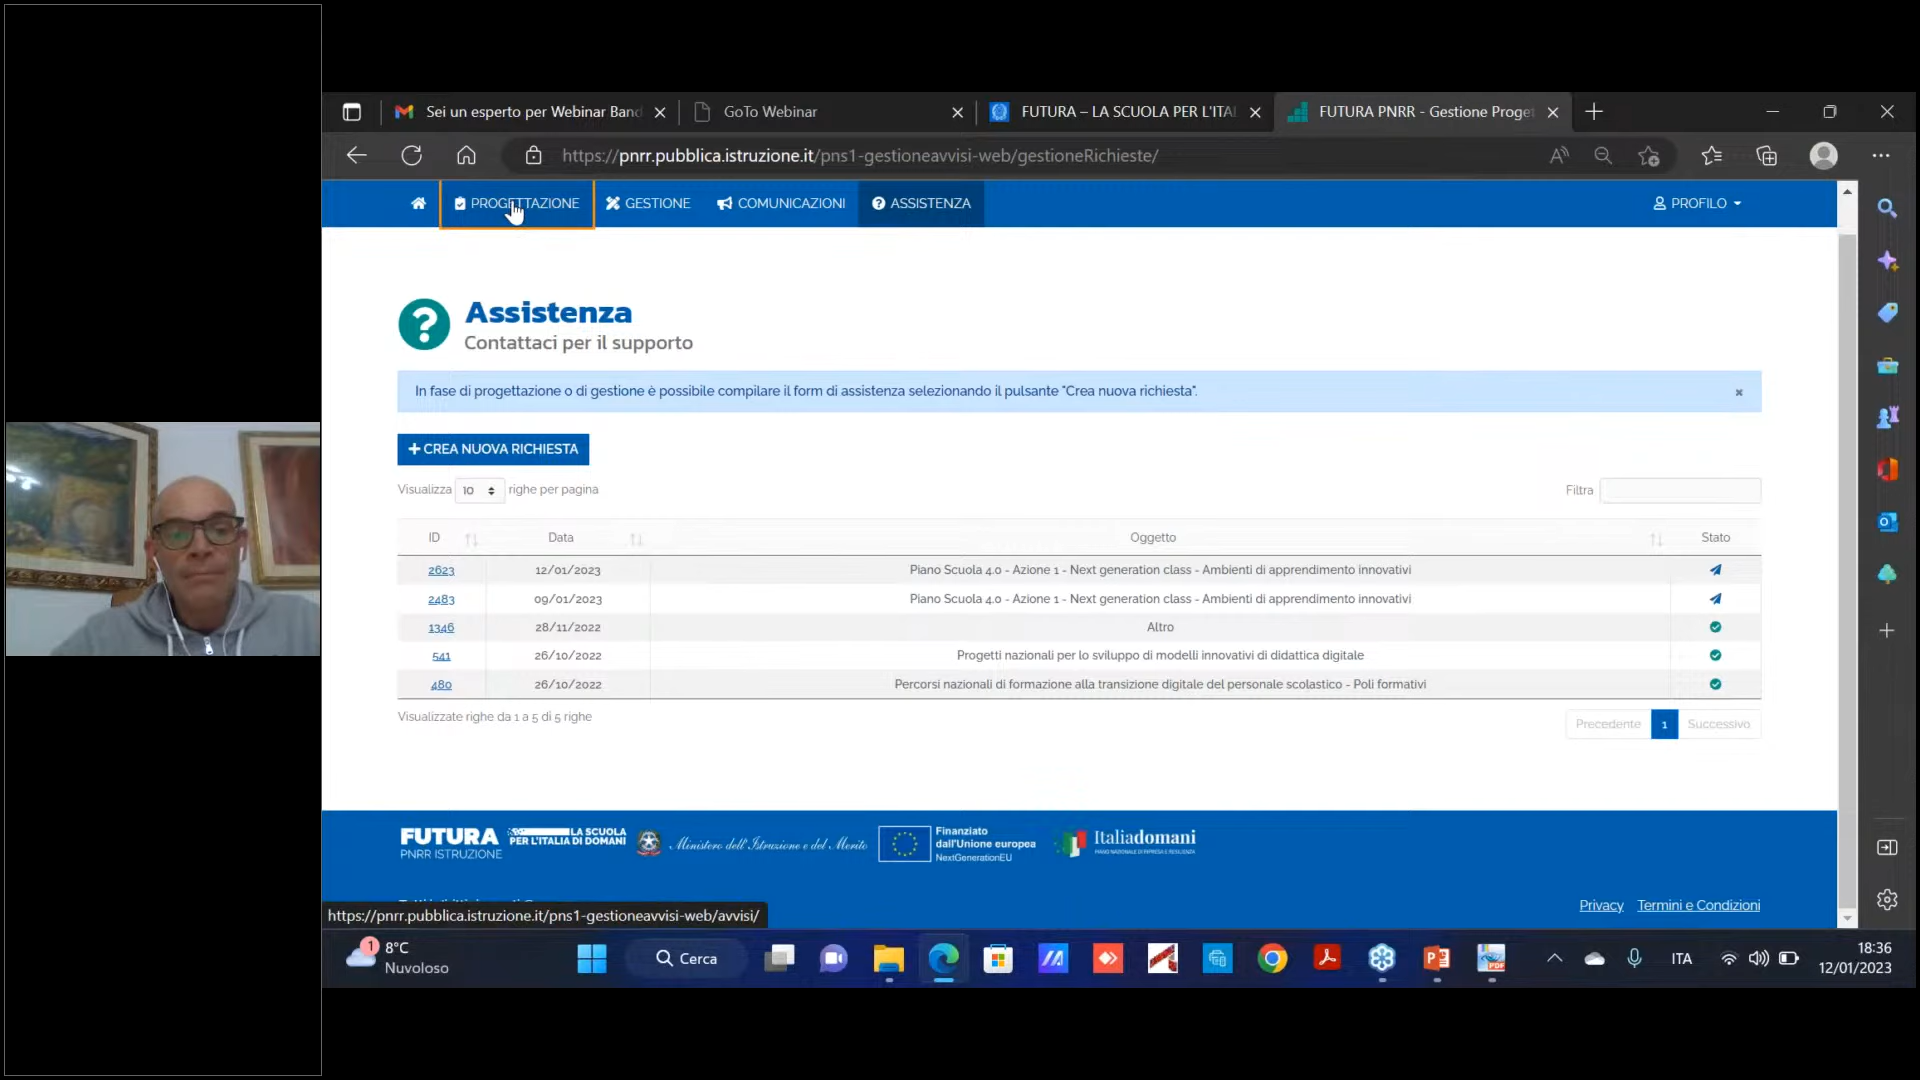 Sei un esperto per Webinar Band
GoTo Webinar
FUTURA – LA SCUOLA PER L'ITAL
FUTURA PNRR - Gestione Proget
https://pnrr.pubblica.istruzione.it/pns1-gestioneavvisi-web/gestioneRichieste/
PROGETTAZIONE
GESTIONE
COMUNICAZIONI
ASSISTENZA
PROFILO
Assistenza
Contattaci per il supporto
In fase di progettazione o di gestione è possibile compilare il form di assistenza selezionando il pulsante "Crea nuova richiesta".
CREA NUOVA RICHIESTA
Visualizza 10 righe per pagina
Filtra
ID Data Oggetto Stato
2623 12/01/2023 Piano Scuola 4.0 - Azione 1 - Next generation class - Ambienti di apprendimento innovativi
2483 09/01/2023 Piano Scuola 4.0 - Azione 1 - Next generation class - Ambienti di apprendimento innovativi
1346 28/11/2022 Altro
541 26/10/2022 Progetti nazionali per lo sviluppo di modelli innovativi di didattica digitale
480 26/10/2022 Percorsi nazionali di formazione alla transizione digitale del personale scolastico - Poli formativi
Visualizzate righe da 1 a 5 di 5 righe
Precedente 1 Successivo
FUTURA
PNRR ISTRUZIONE
LA SCUOLA
PER L'ITALIA DI DOMANI
Ministero dell'Istruzione e del Merito
Finanziato
dall'Unione europea
NextGenerationEU
Italiadomani
PIANO NAZIONALE DI RIPRESA E RESILIENZA
Privacy Termini e Condizioni
https://pnrr.pubblica.istruzione.it/pns1-gestioneavvisi-web/avvisi/
1
8°C
Nuvoloso
Cerca
ITA
18:36
12/01/2023